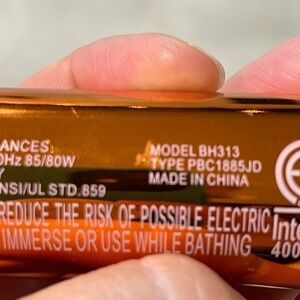 ANCES
0Hz 85/80W
NSI/UL STD.859
MODEL BH313
TYPE PBC1885JD
MADE IN CHINA
REDUCE THE RISK OF POSSIBLE ELECTRIC
IMMERSE OR USE WHILE BATHING
Inte
400